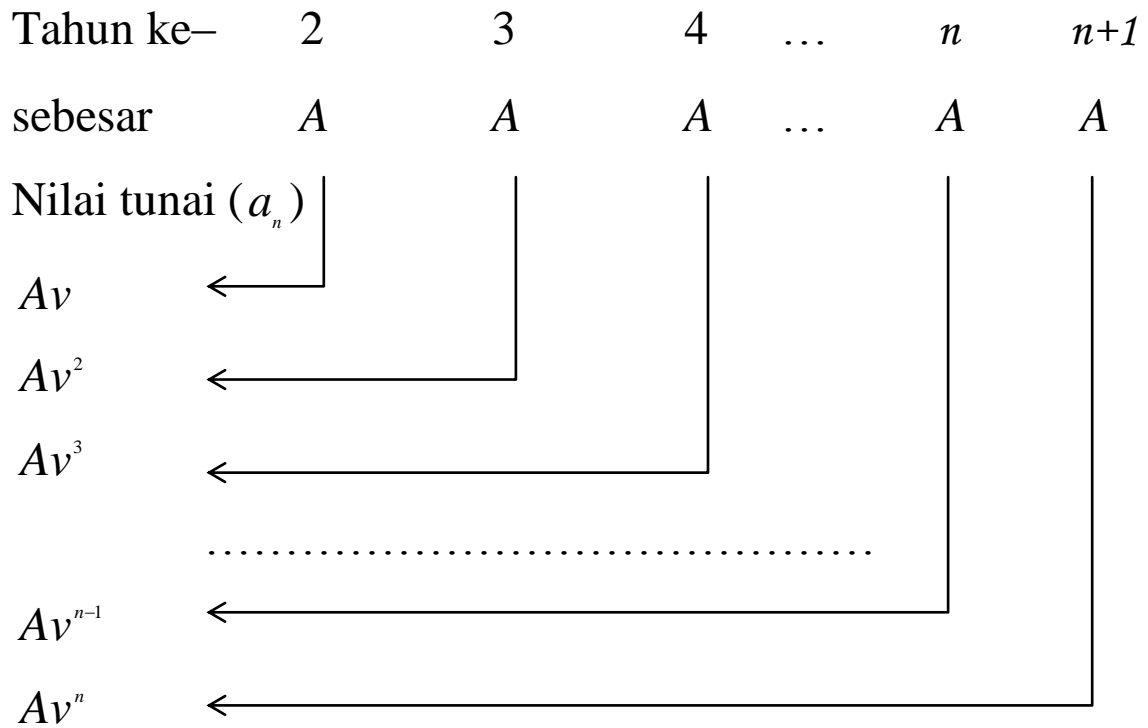 Tahun ke– 2 3 4 … n n+1
sebesar A A A … A A
Nilai tunai (aₙ)
Av
Av²
Av³
……………………………………
Avⁿ⁻¹
Avⁿ